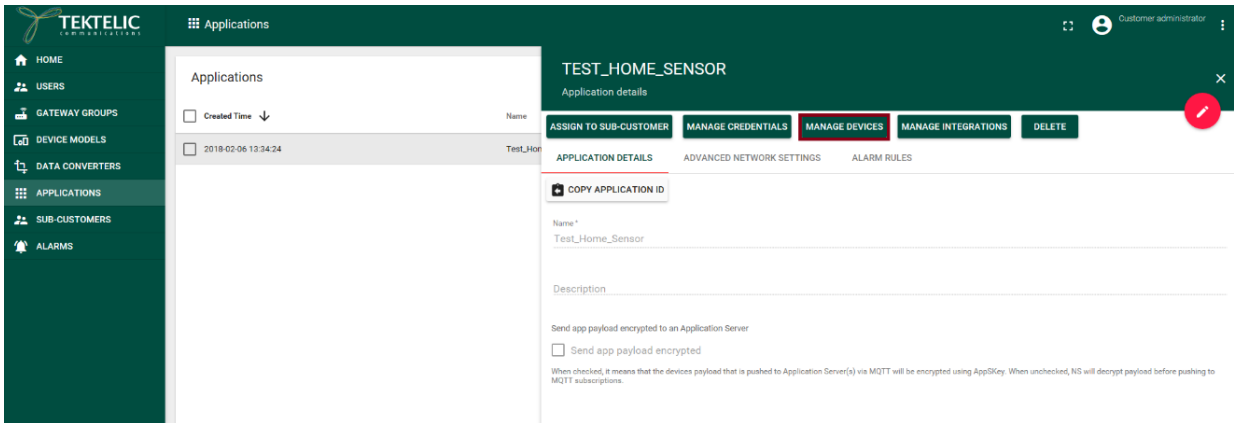 TEKTELIC
communications
Applications
Customer administrator
HOME
USERS
GATEWAY GROUPS
DEVICE MODELS
DATA CONVERTERS
APPLICATIONS
SUB-CUSTOMERS
ALARMS
Applications
Created Time
Name
2018-02-06 13:34:24
Test_Hon
TEST_HOME_SENSOR
Application details
ASSIGN TO SUB-CUSTOMER MANAGE CREDENTIALS MANAGE DEVICES MANAGE INTEGRATIONS DELETE
APPLICATION DETAILS ADVANCED NETWORK SETTINGS ALARM RULES
COPY APPLICATION ID
Name *
Test_Home_Sensor
Description
Send app payload encrypted to an Application Server
Send app payload encrypted
When checked, it means that the devices payload that is pushed to Application Server(s) via MQTT will be encrypted using AppSKey. When unchecked, NS will decrypt payload before pushing to
MQTT subscriptions.